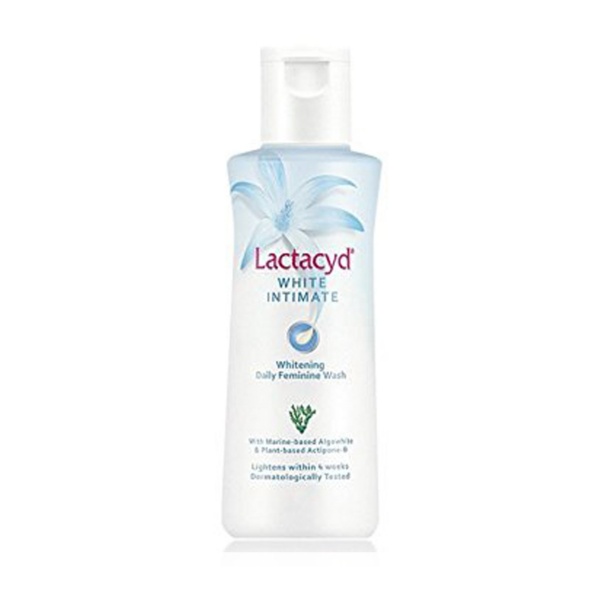 Lactacyd®
WHITE
INTIMATE
Whitening
Daily Feminine Wash
With Marine-based Algowhite
& Plant-based Actipone-B
Lightens within 4 weeks
Dermatologically Tested